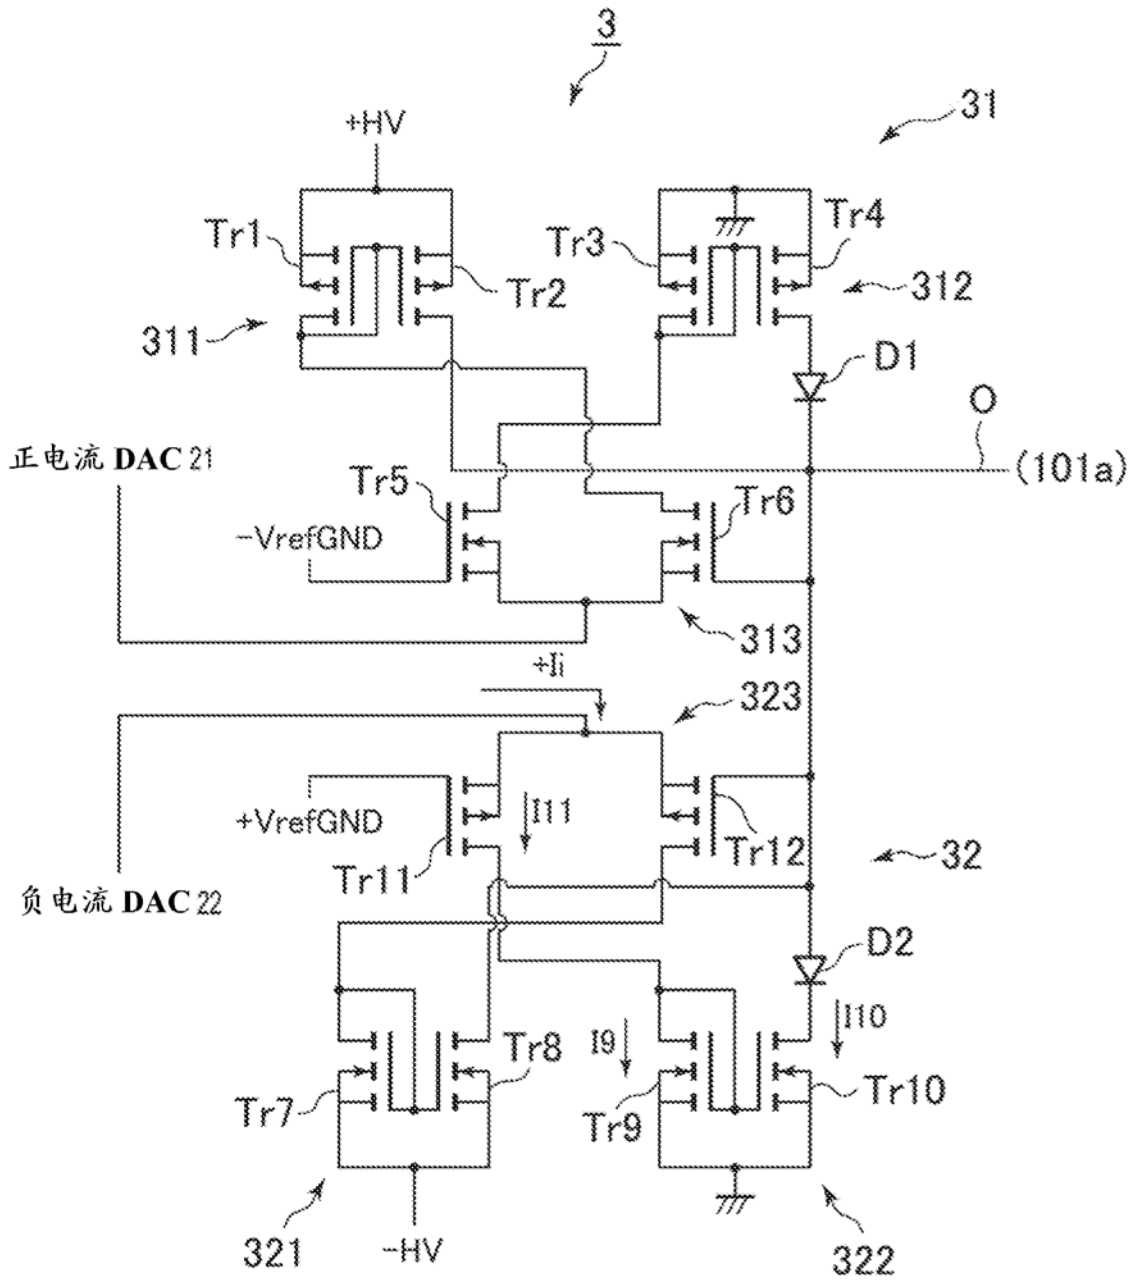 3
31
+HV
Tr1
Tr2
Tr3
Tr4
311
312
D1
O
正电流 DAC 21
(101a)
Tr5
Tr6
-VrefGND
313
+Ii
323
+VrefGND
I11
Tr11
Tr12
32
负电流 DAC 22
D2
I10
I9
Tr8
Tr7
Tr9
Tr10
321
-HV
322